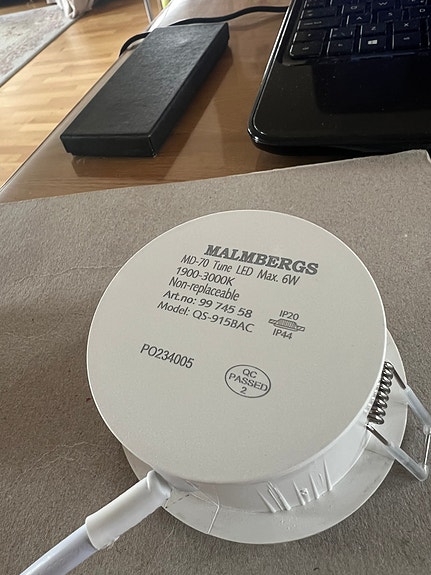 MALMBERGS
MD-70 Tune LED Max. 6W
1900-3000K
Non-replaceable
Art.no: 99 745 58
Model: QS-915BAC
IP20
IP44
PO234005
QC
PASSED
2